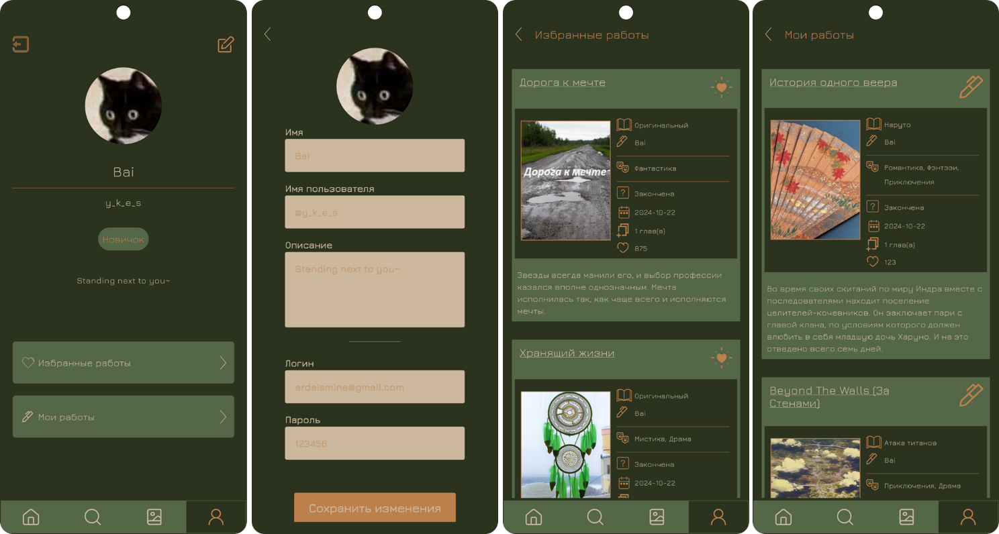 Bai
y_k_e_s
Новичок
Standing next to you~
Избранные работы
Мои работы
Имя
Bai
Имя пользователя
@y_k_e_s
Описание
Standing next to you~
Логин
ardaismine@gmail.com
Пароль
123456
Сохранить изменения
Избранные работы
Дорога к мечте
Дорога к мечте
Оригинальный
Bai
Фантастика
Закончена
2024-10-22
1 глав(а)
875
Звезды всегда манили его, и выбор профессии
казался вполне однозначным. Мечта
исполнилась так, как чаще всего и исполняются
мечты.
Хранящий жизни
Оригинальный
Bai
Мистика, Драма
Закончена
2024-10-22
Мои работы
История одного веера
Наруто
Bai
Романтика, Фэнтэзи,
Приключения
Закончена
2024-10-22
1 глав(а)
123
Во время своих скитаний по миру Индра вместе с
последователями находит поселение
целителей-кочевников. Он заключает пари с
главой клана, по условиям которого должен
влюбить в себя младшую дочь Харуно. И на это
отведено всего семь дней.
Beyond The Walls (За
Стенами)
Атака титанов
Bai
Приключения, Драма